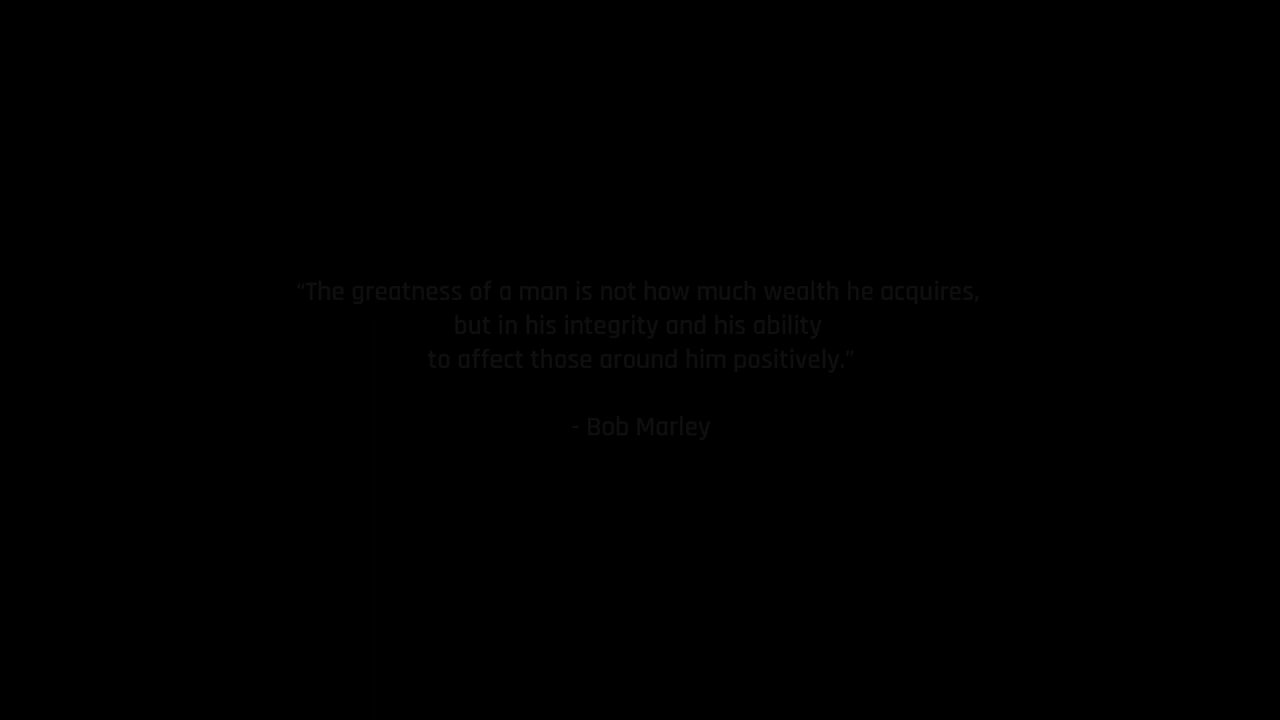 “The greatness of a man is not how much wealth he acquires,
but in his integrity and his ability
to affect those around him positively.”
- Bob Marley